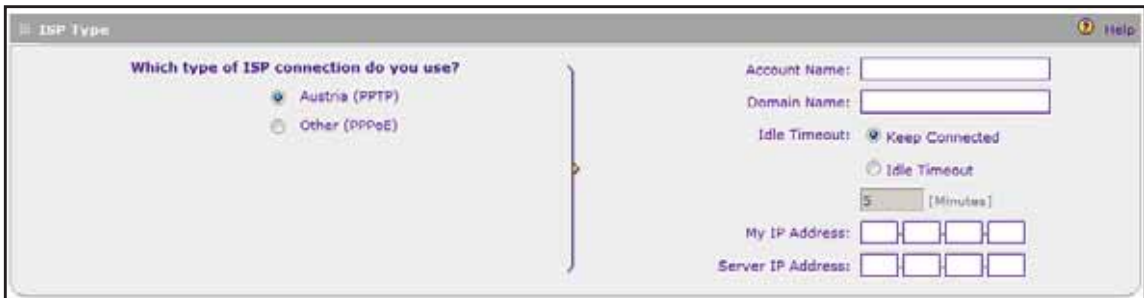 ISP Type
Help
Which type of ISP connection do you use?
Austria (PPTP)
Other (PPPoE)
Account Name:
Domain Name:
Idle Timeout:
Keep Connected
Idle Timeout
5 [Minutes]
My IP Address:
Server IP Address: